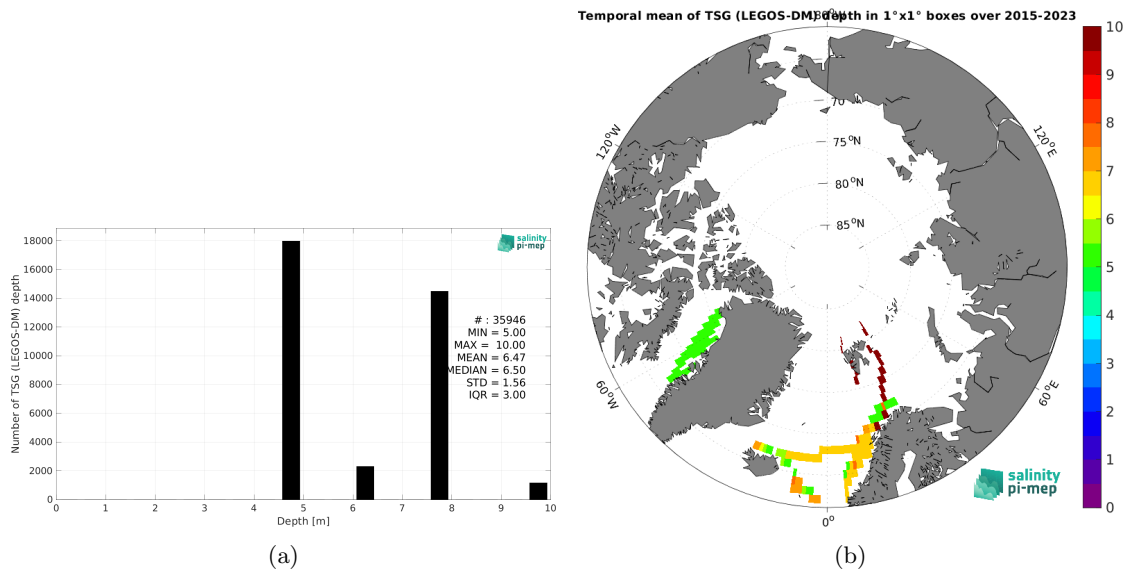 Temporal mean of TSG (LEGOS-DM) depth in 1°x1° boxes over 2015-2023
180°W
120°W
120°E
60°W
60°E
0°
70
75°N
80°N
85°N
10
9
8
7
6
5
4
3
2
1
0
salinity
pi-mep
Number of TSG (LEGOS-DM) depth
18000
16000
14000
12000
10000
8000
6000
4000
2000
0
0 1 2 3 4 5 6 7 8 9 10
Depth [m]
salinity
pi-mep
# : 35946
MIN = 5.00
MAX = 10.00
MEAN = 6.47
MEDIAN = 6.50
STD = 1.56
IQR = 3.00
(a)
(b)